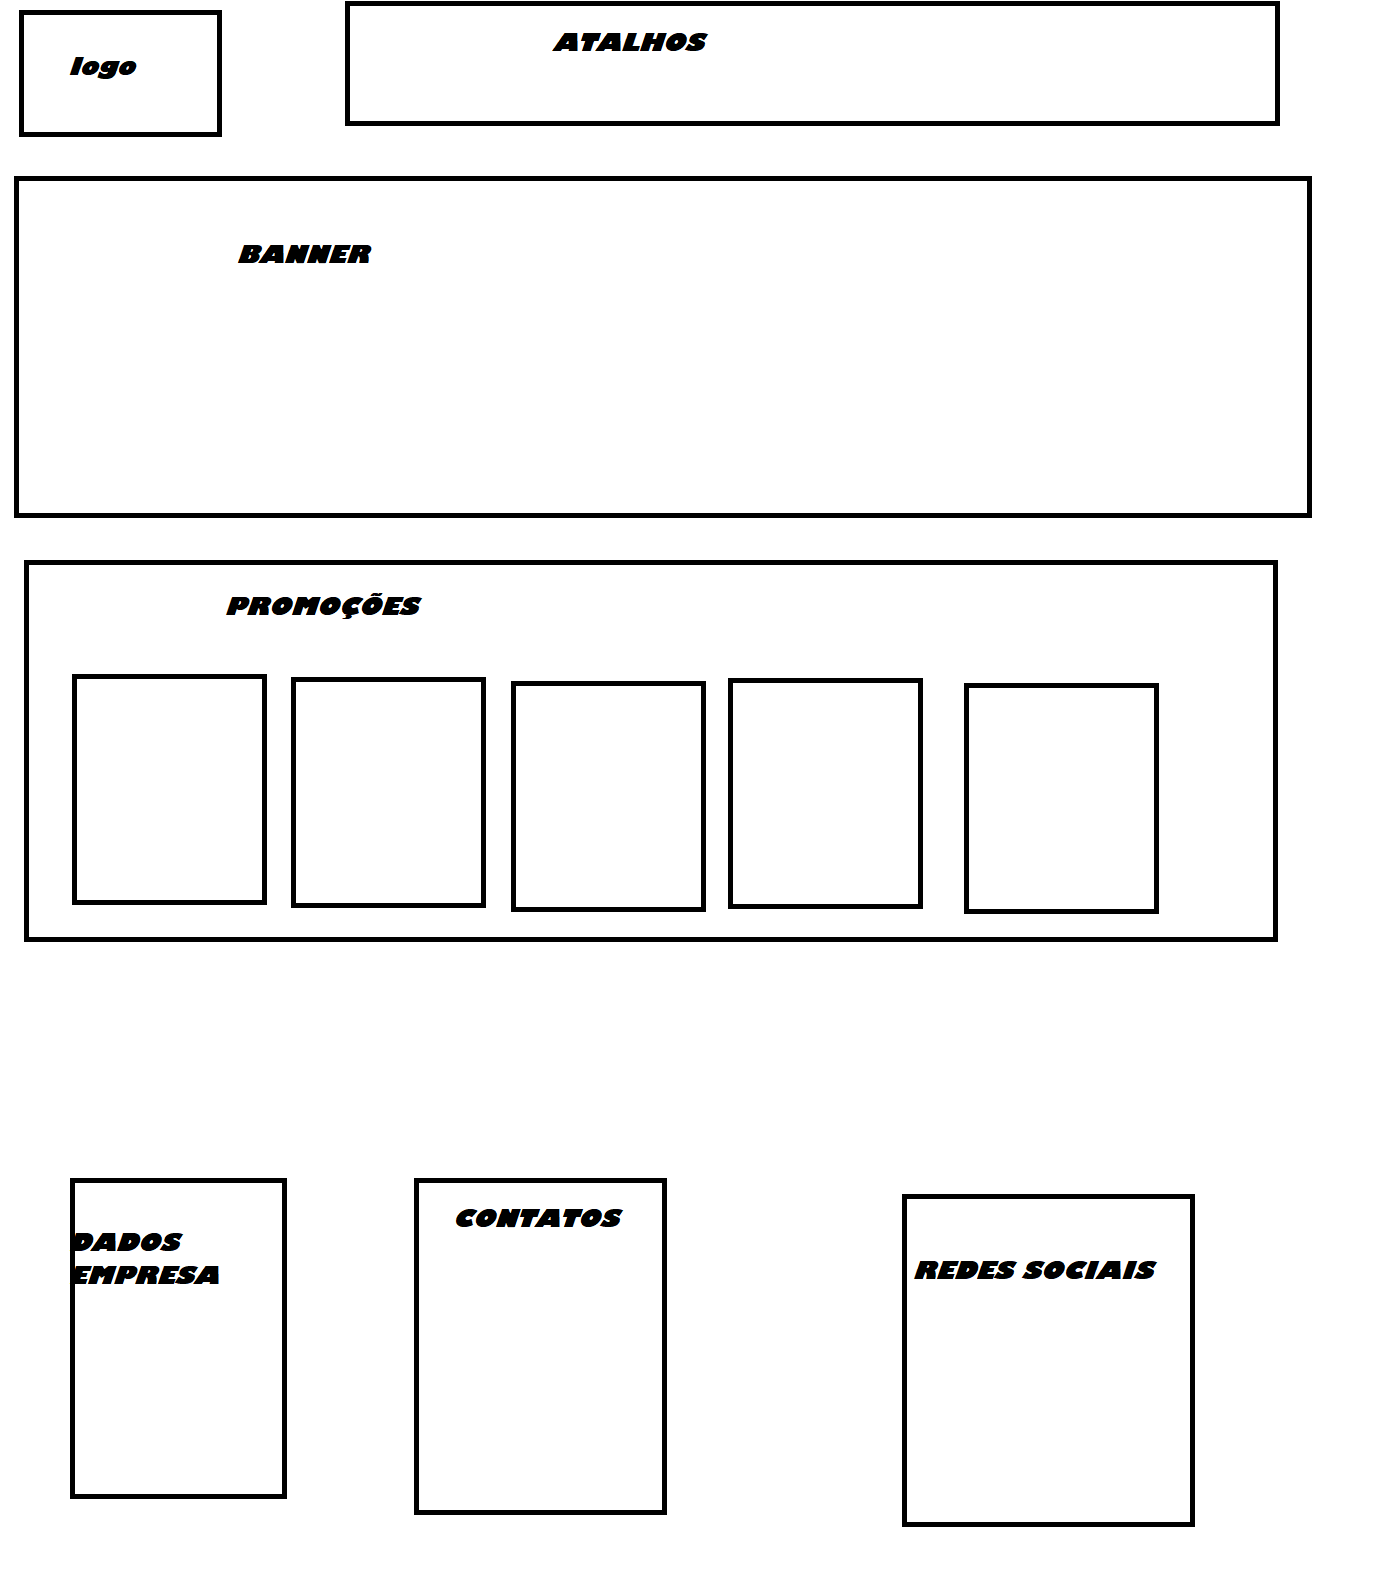 logo
ATALHOS
BANNER
PROMOÇÕES
DADOS
EMPRESA
CONTATOS
REDES SOCIAIS